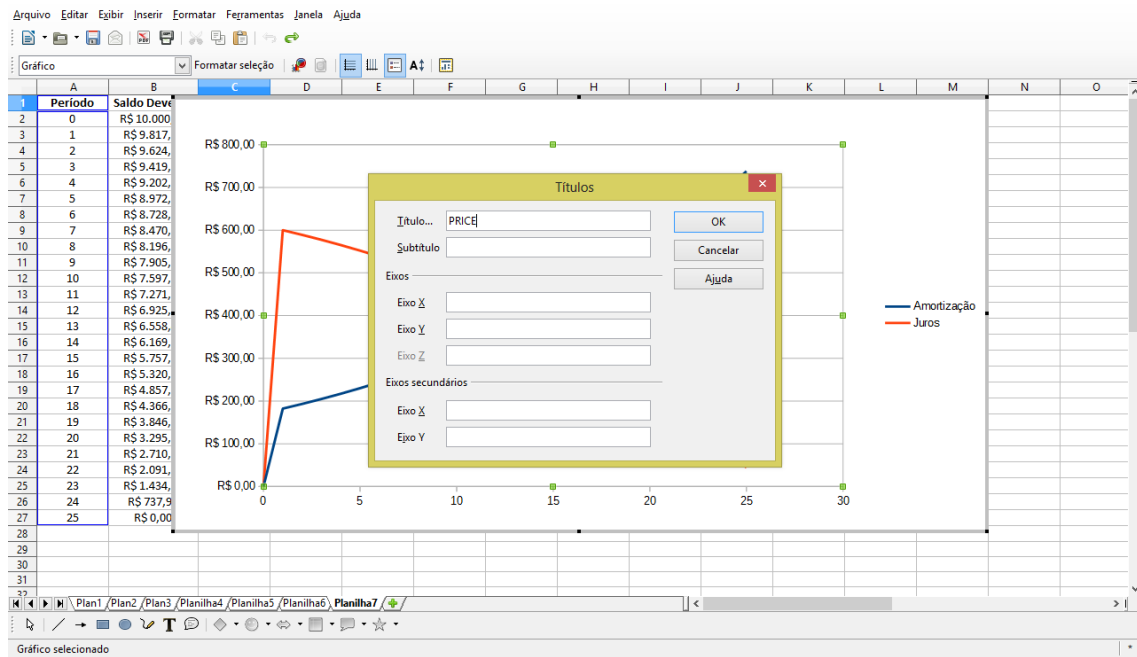 Arquivo Editar Exibir Inserir Formatar Ferramentas Janela Ajuda
Gráfico Formatar seleção
A B C D E F G H I J K L M N O
1 Período Saldo Deve
2 0 R$ 10.000
3 1 R$ 9.817,
4 2 R$ 9.624,
5 3 R$ 9.419,
6 4 R$ 9.202,
7 5 R$ 8.972,
8 6 R$ 8.728,
9 7 R$ 8.470,
10 8 R$ 8.196,
11 9 R$ 7.905,
12 10 R$ 7.597,
13 11 R$ 7.271,
14 12 R$ 6.925,
15 13 R$ 6.558,
16 14 R$ 6.169,
17 15 R$ 5.757,
18 16 R$ 5.320,
19 17 R$ 4.857,
20 18 R$ 4.366,
21 19 R$ 3.846,
22 20 R$ 3.295,
23 21 R$ 2.710,
24 22 R$ 2.091,
25 23 R$ 1.434,
26 24 R$ 737,9
27 25 R$ 0,00
28
29
30
31
32
R$ 800,00
R$ 700,00
R$ 600,00
R$ 500,00
R$ 400,00
R$ 300,00
R$ 200,00
R$ 100,00
R$ 0,00
0 5 10 15 20 25 30
Amortização
Juros
Títulos
Título... PRICE
Subtítulo
Eixos
Eixo X
Eixo Y
Eixo Z
Eixos secundários
Eixo X
Eixo Y
OK
Cancelar
Ajuda
Plan1 Plan2 Plan3 Planilha4 Planilha5 Planilha6 Planilha7
Gráfico selecionado *